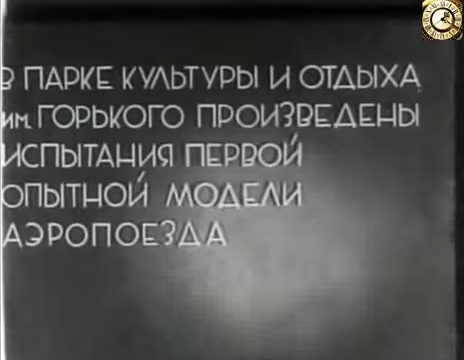 В ПАРКЕ КУЛЬТУРЫ И ОТДЫХА
им. ГОРЬКОГО ПРОИЗВЕДЕНЫ
ИСПЫТАНИЯ ПЕРВОЙ
ОПЫТНОЙ МОДЕЛИ
АЭРОПОЕЗДА